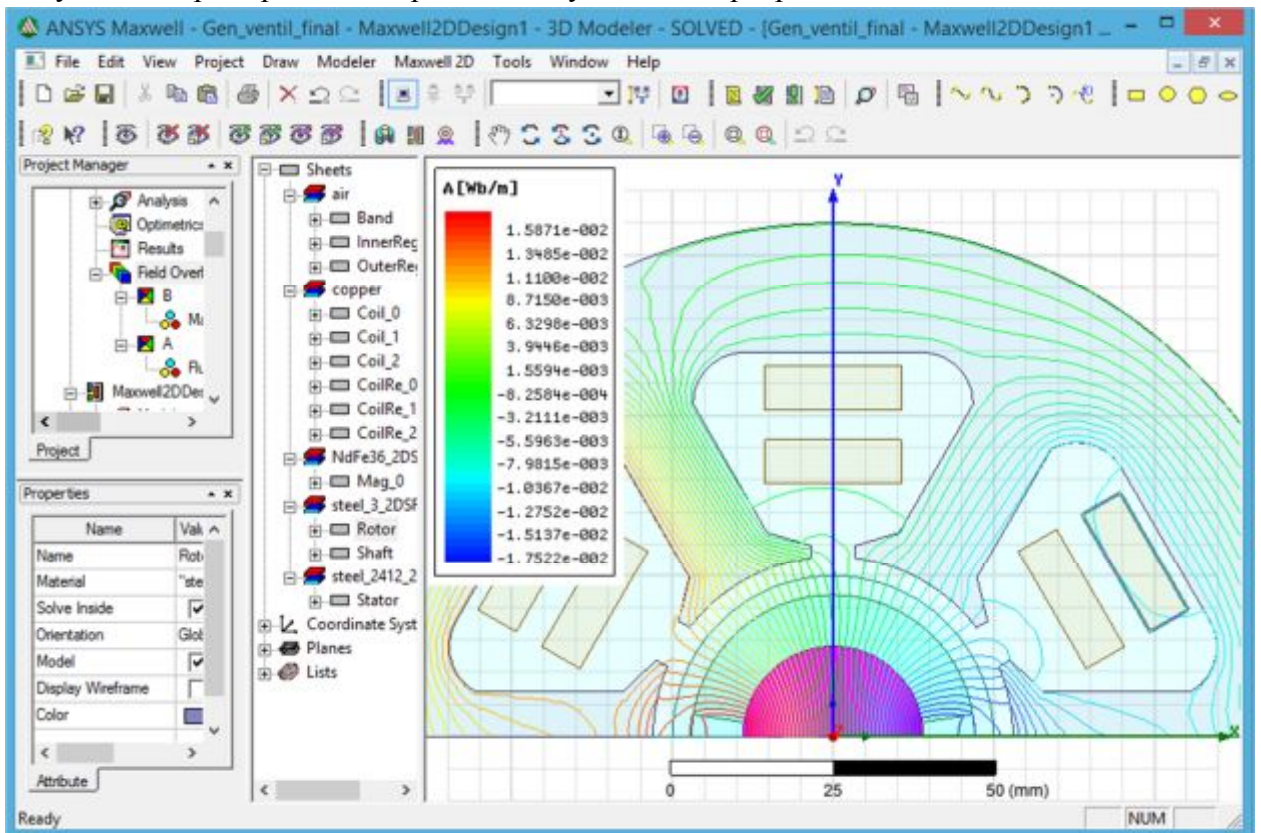 ANSYS Maxwell - Gen_ventil_final - Maxwell2DDesign1 - 3D Modeler - SOLVED - [Gen_ventil_final - Maxwell2DDesign1 ...
File Edit View Project Draw Modeler Maxwell 2D Tools Window Help
Project Manager
Analysis
Optimetrics
Results
Field Overl
B
A
Maxwell2DDes
Project
Properties
Name Val
Name Rot
Material "ste
Solve Inside
Orientation Glob
Model
Display Wireframe
Color
Attribute
Ready
Sheets
air
Band
InnerReg
OuterRe
copper
Coil_0
Coil_1
Coil_2
CoilRe_0
CoilRe_1
CoilRe_2
NdFe36_2DS
Mag_0
steel_3_2DSF
Rotor
Shaft
steel_2412_2
Stator
Coordinate Syst
Planes
Lists
A[Wb/m]
1.5871e-002
1.3485e-002
1.1100e-002
8.7150e-003
6.3298e-003
3.9446e-003
1.5594e-003
-8.2584e-004
-3.2111e-003
-5.5963e-003
-7.9815e-003
-1.0367e-002
-1.2752e-002
-1.5137e-002
-1.7522e-002
Y
X
0 25 50 (mm)
NUM